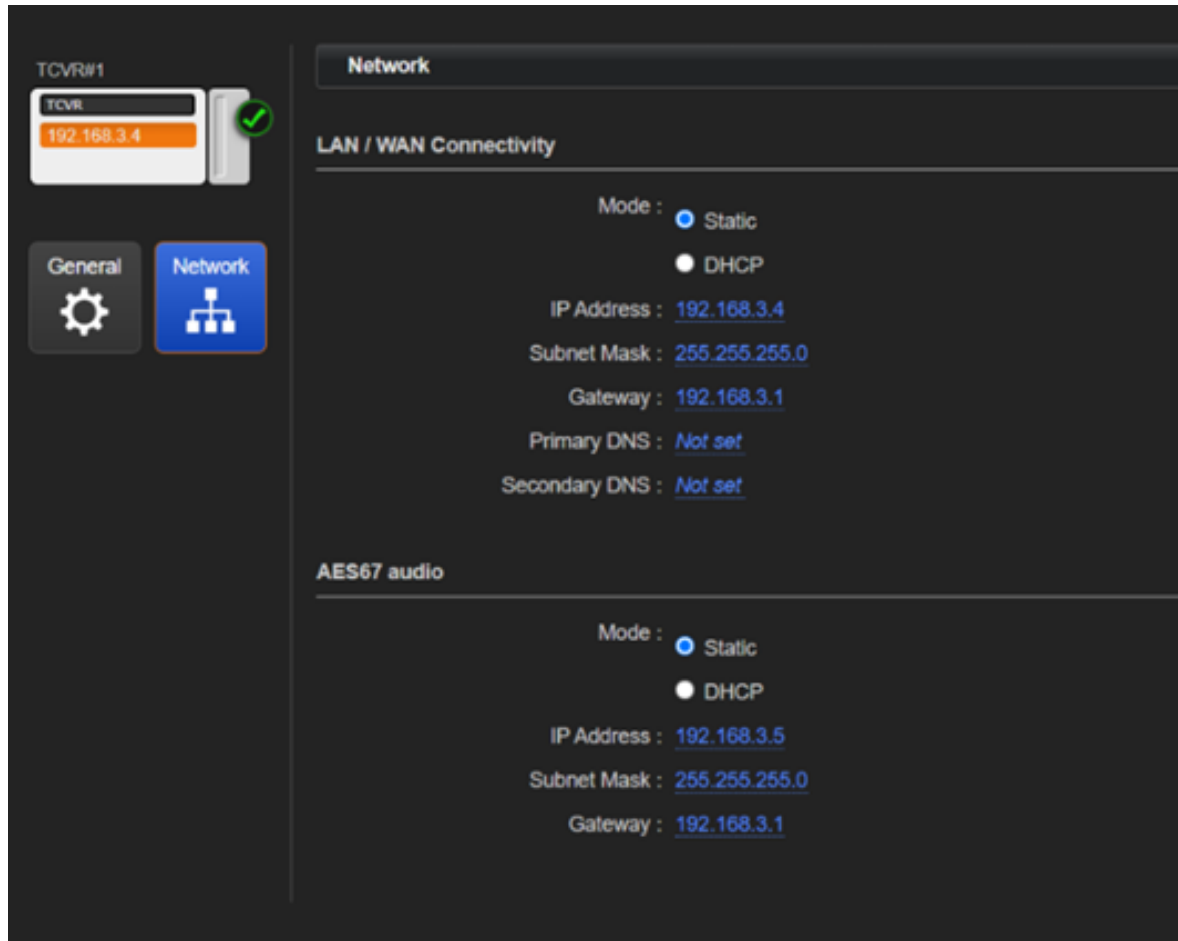 TCVR#1
TCVR
192.168.3.4
General
Network
Network
LAN / WAN Connectivity
Mode :
Static
DHCP
IP Address : 192.168.3.4
Subnet Mask : 255.255.255.0
Gateway : 192.168.3.1
Primary DNS : Not set
Secondary DNS : Not set
AES67 audio
Mode :
Static
DHCP
IP Address : 192.168.3.5
Subnet Mask : 255.255.255.0
Gateway : 192.168.3.1